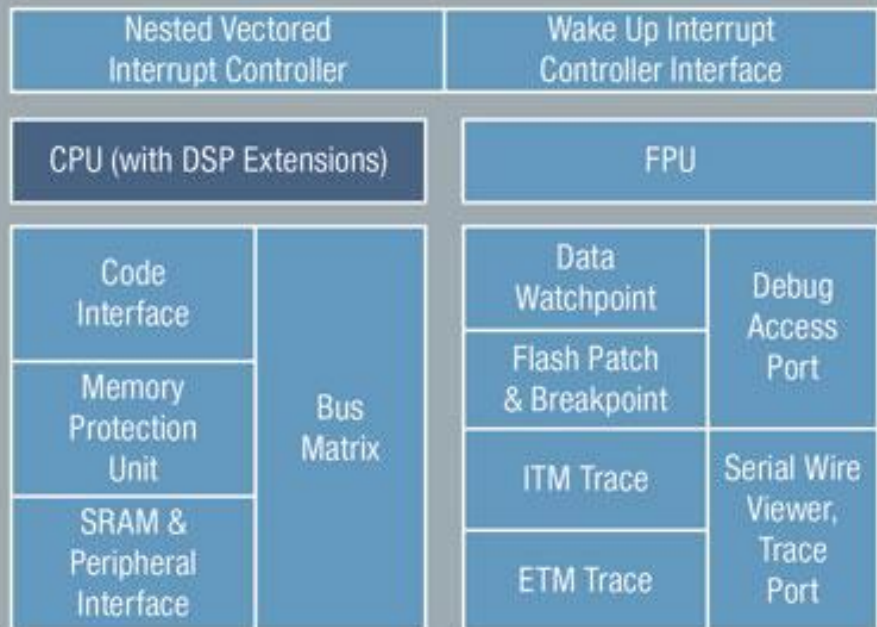 Nested Vectored
Interrupt Controller
Wake Up Interrupt
Controller Interface
CPU (with DSP Extensions)
FPU
Code
Interface
Memory
Protection
Unit
SRAM &
Peripheral
Interface
Bus
Matrix
Data
Watchpoint
Flash Patch
& Breakpoint
ITM Trace
ETM Trace
Debug
Access
Port
Serial Wire
Viewer,
Trace
Port